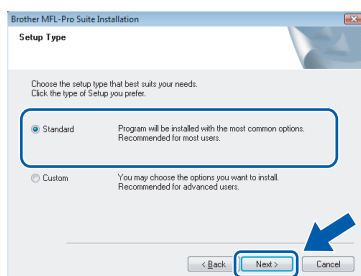 Brother MFL-Pro Suite Installation
Setup Type
Choose the setup type that best suits your needs.
Click the type of Setup you prefer.
Standard Program will be installed with the most common options.
Recommended for most users.
Custom You may choose the options you want to install.
Recommended for advanced users.
< Back Next > Cancel